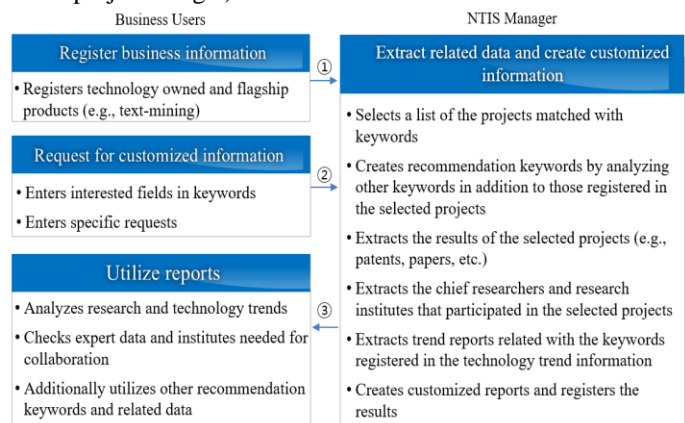 Business Users
NTIS Manager
Register business information
①
• Registers technology owned and flagship
products (e.g., text-mining)
Request for customized information
②
• Enters interested fields in keywords
• Enters specific requests
Utilize reports
③
• Analyzes research and technology trends
• Checks expert data and institutes needed for
collaboration
• Additionally utilizes other recommendation
keywords and related data
Extract related data and create customized
information
• Selects a list of the projects matched with
keywords
• Creates recommendation keywords by analyzing
other keywords in addition to those registered in
the selected projects
• Extracts the results of the selected projects (e.g.,
patents, papers, etc.)
• Extracts the chief researchers and research
institutes that participated in the selected projects
• Extracts trend reports related with the keywords
registered in the technology trend information
• Creates customized reports and registers the
results